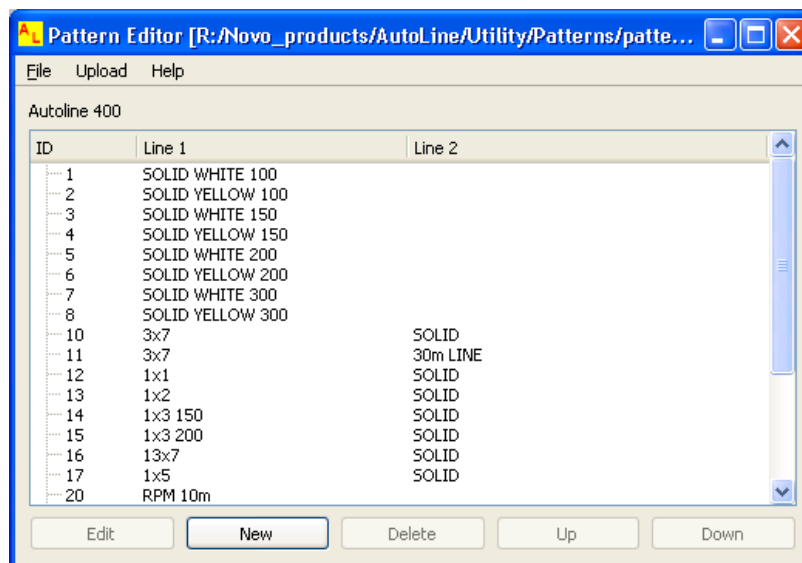 AL Pattern Editor [R:/Novo_products/AutoLine/Utility/Patterns/patte...
File Upload Help
Autoline 400
ID Line 1 Line 2
1 SOLID WHITE 100
2 SOLID YELLOW 100
3 SOLID WHITE 150
4 SOLID YELLOW 150
5 SOLID WHITE 200
6 SOLID YELLOW 200
7 SOLID WHITE 300
8 SOLID YELLOW 300
10 3x7 SOLID
11 3x7 30m LINE
12 1x1 SOLID
13 1x2 SOLID
14 1x3 150 SOLID
15 1x3 200 SOLID
16 13x7 SOLID
17 1x5 SOLID
20 RPM 10m
Edit New Delete Up Down